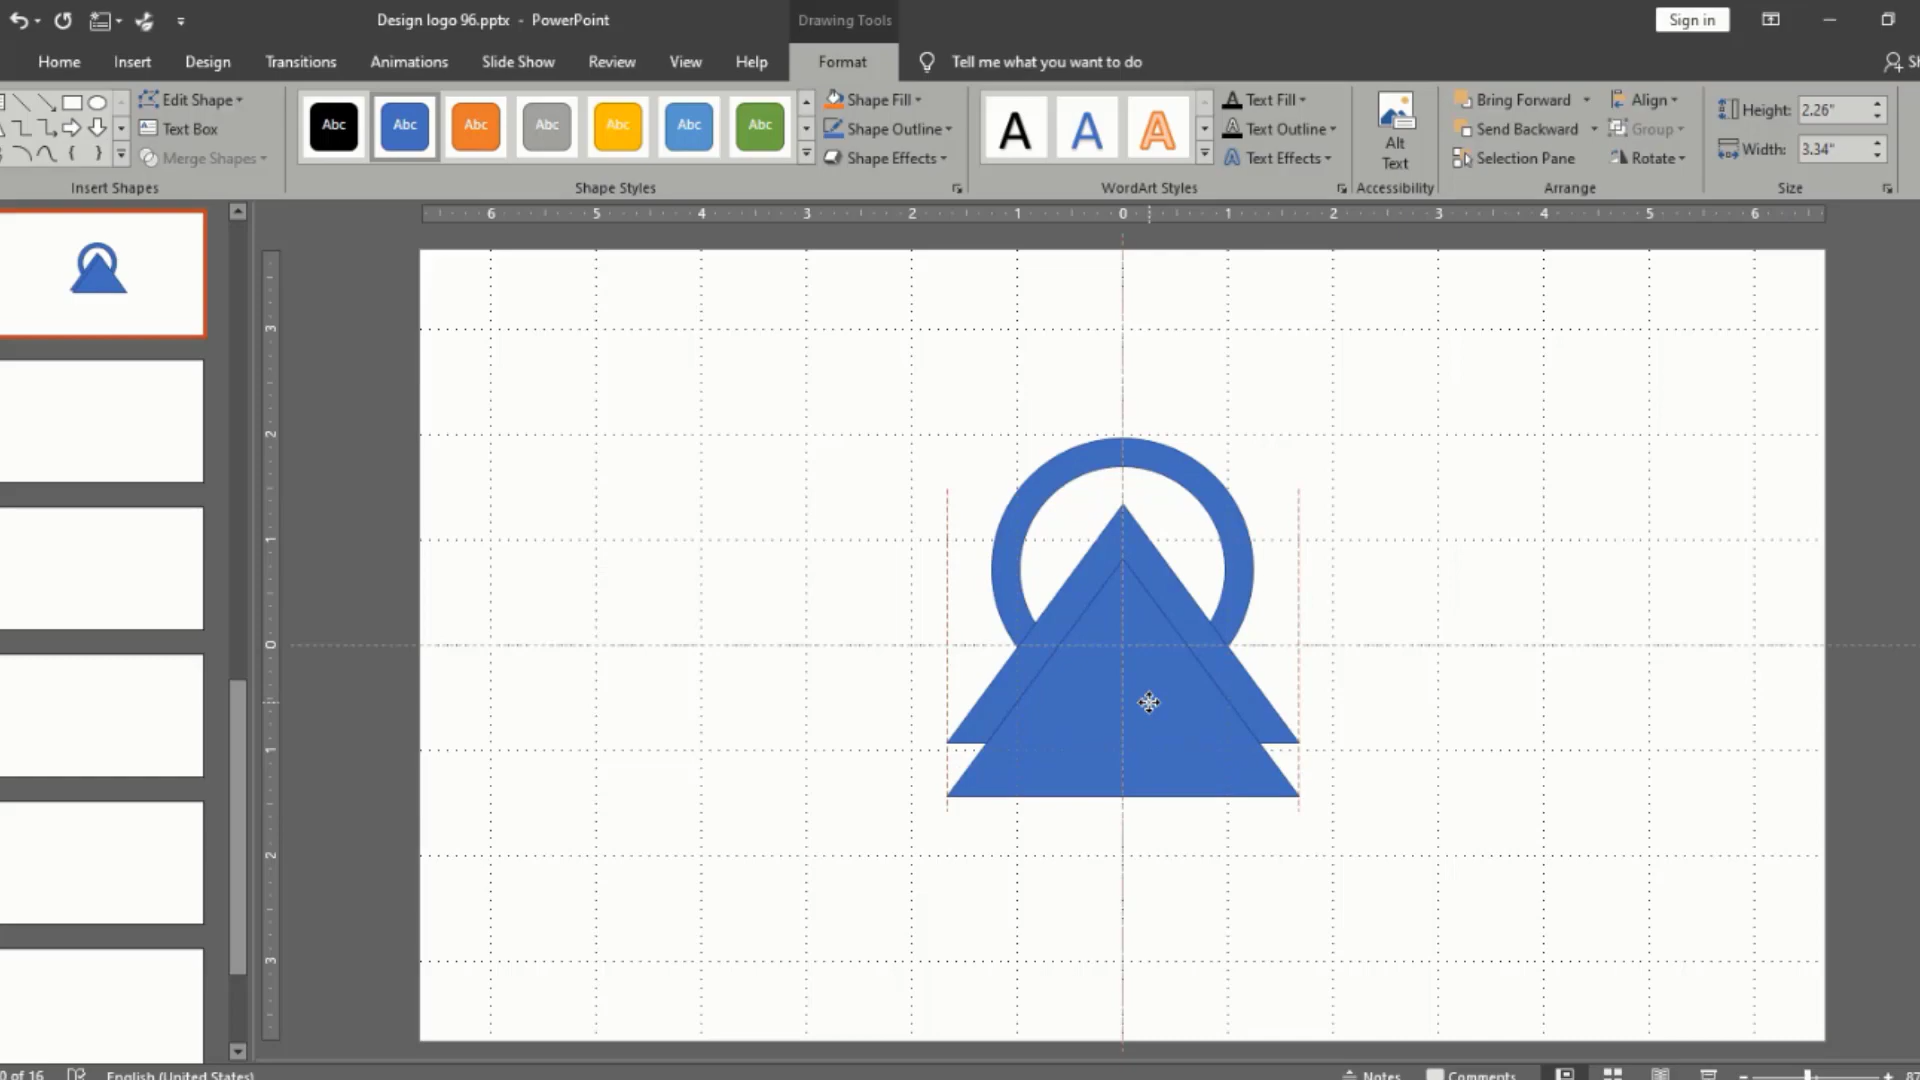 Design logo 96.pptx - PowerPoint
Drawing Tools
Sign in
Home Insert Design Transitions Animations Slide Show Review View Help Format Tell me what you want to do
Edit Shape
Text Box
Merge Shapes
Insert Shapes
Abc Abc Abc Abc Abc Abc Abc
Shape Fill
Shape Outline
Shape Effects
Shape Styles
A A A
Text Fill
Text Outline
Text Effects
WordArt Styles
Alt
Text
Accessibility
Bring Forward
Send Backward
Selection Pane
Align
Group
Rotate
Arrange
Height: 2.26"
Width: 3.34"
Size
6 5 4 3 2 1 0 1 2 3 4 5 6
3
2
1
0
1
2
3
0 of 16 English (United States) Notes Comments